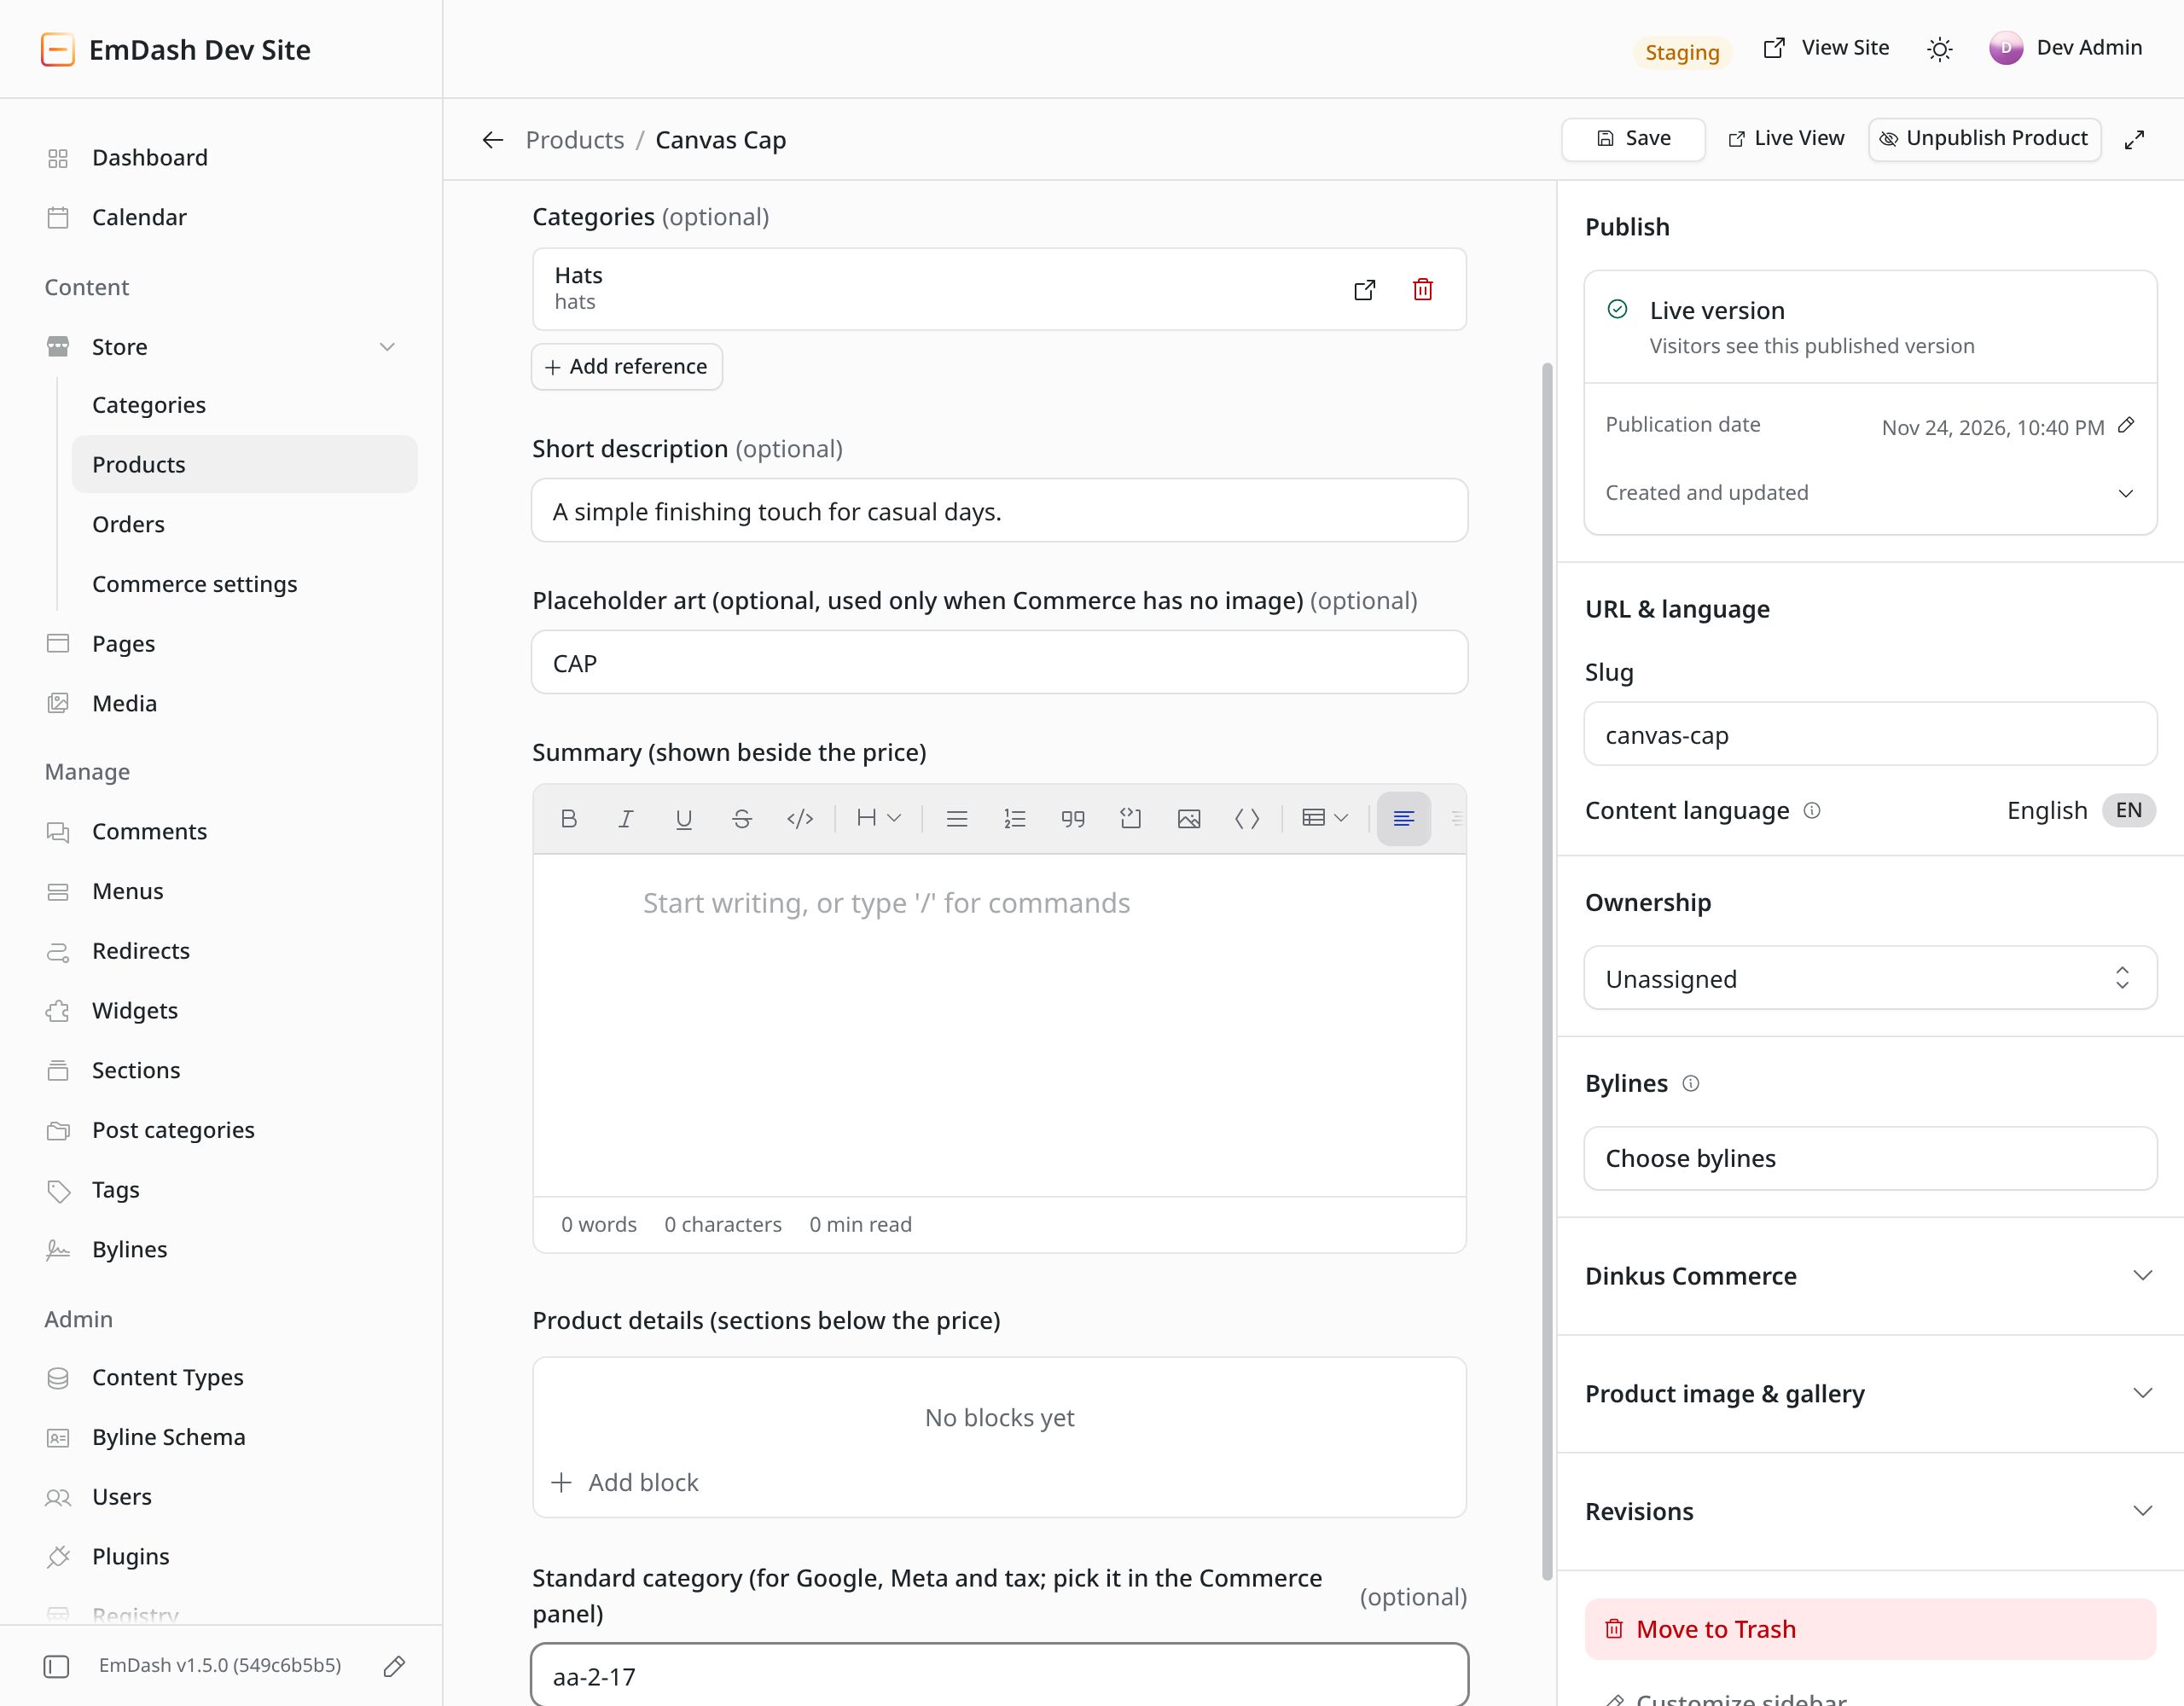 EmDash Dev Site
Staging
View Site
D
Dev Admin
Dashboard
Calendar
Content
Store
Categories
Products
Orders
Commerce settings
Pages
Media
Manage
Comments
Menus
Redirects
Widgets
Sections
Post categories
Tags
Bylines
Admin
Content Types
Byline Schema
Users
Plugins
Registry
EmDash v1.5.0 (549c6b5b5)
Products / Canvas Cap
Save
Live View
Unpublish Product
Categories (optional)
Hats
hats
Add reference
Short description (optional)
A simple finishing touch for casual days.
Placeholder art (optional, used only when Commerce has no image) (optional)
CAP
Summary (shown beside the price)
Start writing, or type '/' for commands
0 words 0 characters 0 min read
Product details (sections below the price)
No blocks yet
Add block
Standard category (for Google, Meta and tax; pick it in the Commerce
panel)
(optional)
aa-2-17
Publish
Live version
Visitors see this published version
Publication date
Nov 24, 2026, 10:40 PM
Created and updated
URL & language
Slug
canvas-cap
Content language
English EN
Ownership
Unassigned
Bylines
Choose bylines
Dinkus Commerce
Product image & gallery
Revisions
Move to Trash
Customize sidebar